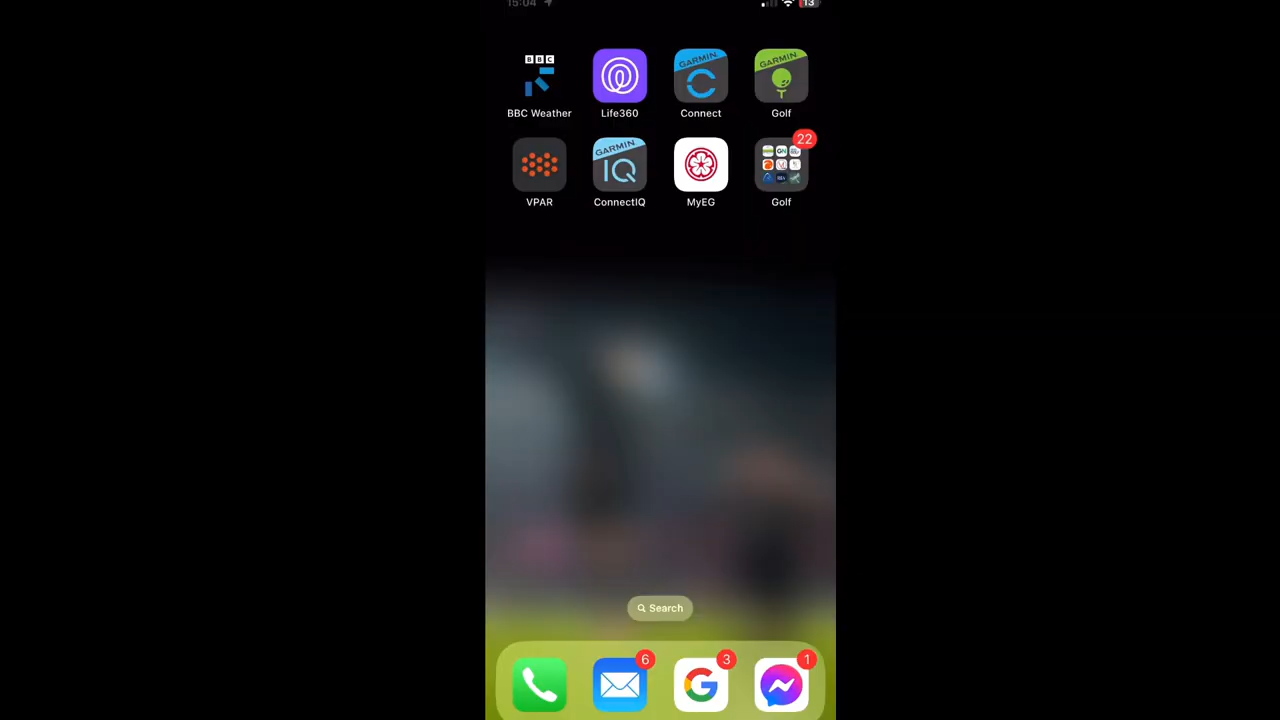 15:04
13
BBC
GARMIN
GARMIN
BBC Weather
Life360
Connect
Golf
22
GARMIN
IQ
VPAR
ConnectIQ
MyEG
Golf
Search
6
3
1
G